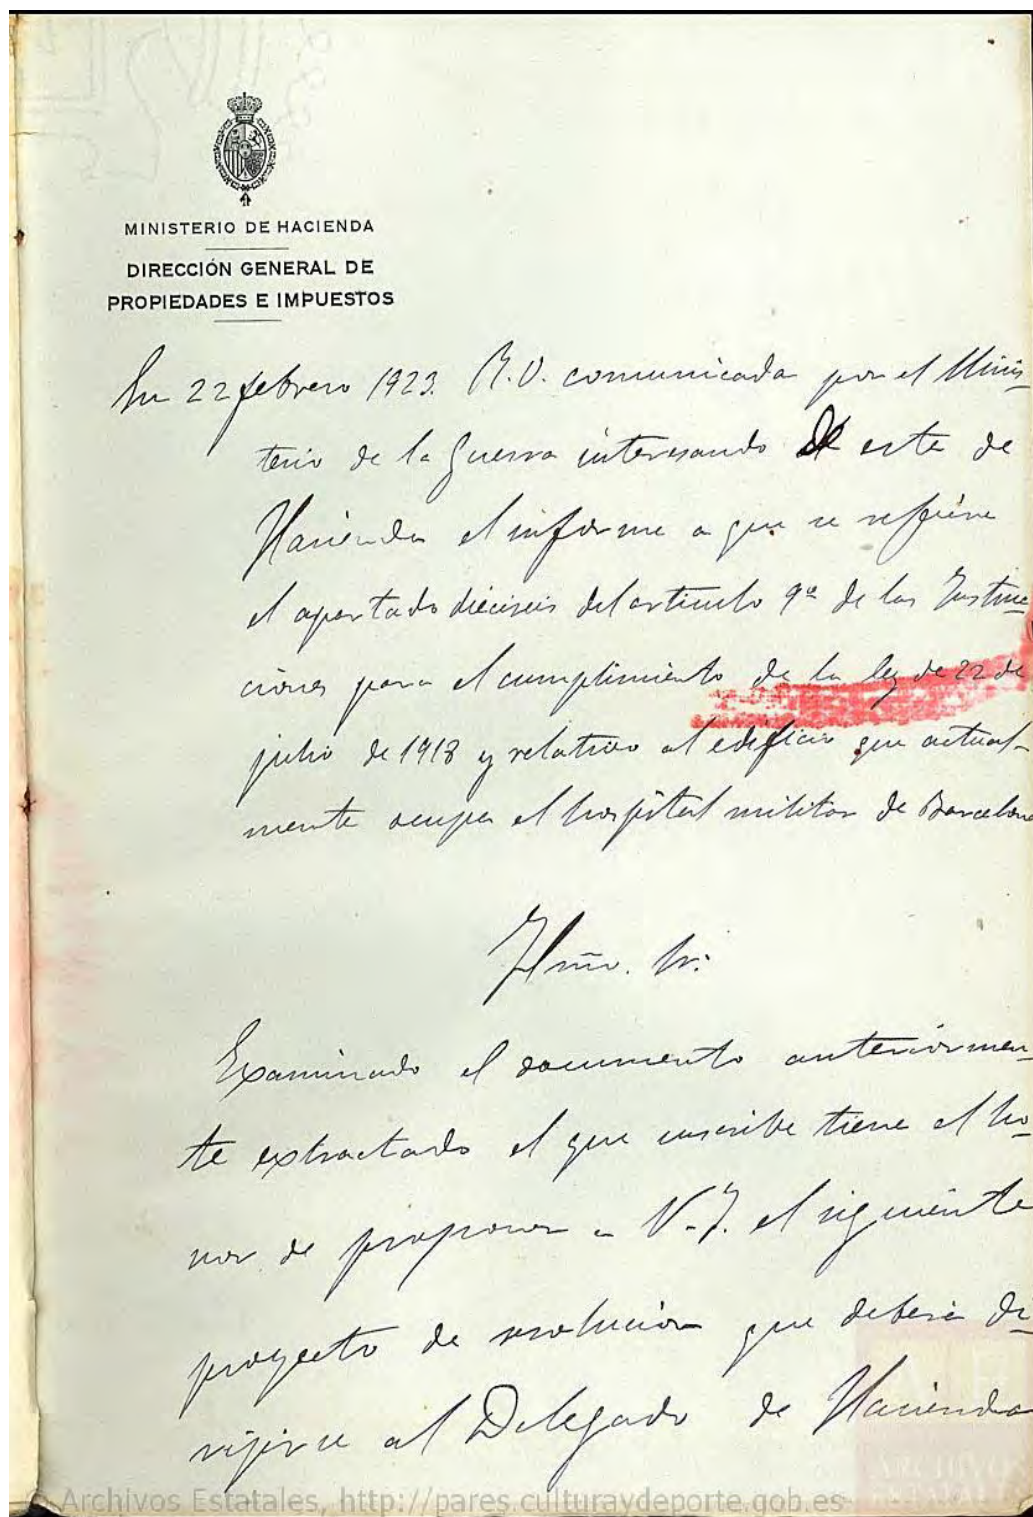 MINISTERIO DE HACIENDA
DIRECCIÓN GENERAL DE
PROPIEDADES E IMPUESTOS
En 22 febrero 1923. R.O. comunicada por el Minis-
terio de la Guerra interesando de este de
Hacienda el informe a que se refiere
el apartado dieciseis del artículo 9º de las Instruc-
ciones para el cumplimiento de la ley de 22 de
julio de 1918 y relativo al edificio que actual-
mente ocupa el hospital militar de Barcelona
Ilmo. Sr:
Examinado el documento anteriormen-
te extractado el que suscribe tiene el ho-
nor de proponer a V.I. el siguiente
proyecto de resolución que deberá di-
rijirse al Delegado de Hacienda
© Archivos Estatales, http://pares.culturaydeporte.gob.es
ARCHIVOS
ESTATALES